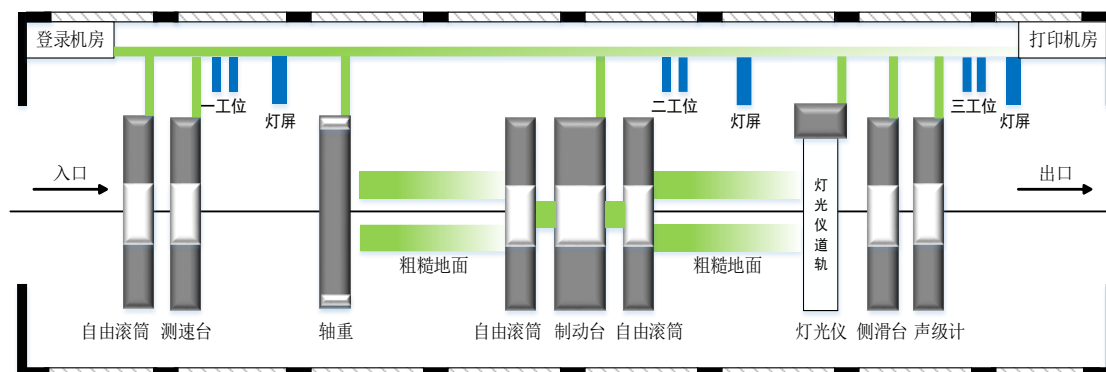 登录机房
打印机房
一工位
灯屏
二工位
灯屏
三工位
灯屏
入口
出口
灯光仪道轨
粗糙地面
粗糙地面
自由滚筒
测速台
轴重
自由滚筒
制动台
自由滚筒
灯光仪
侧滑台
声级计